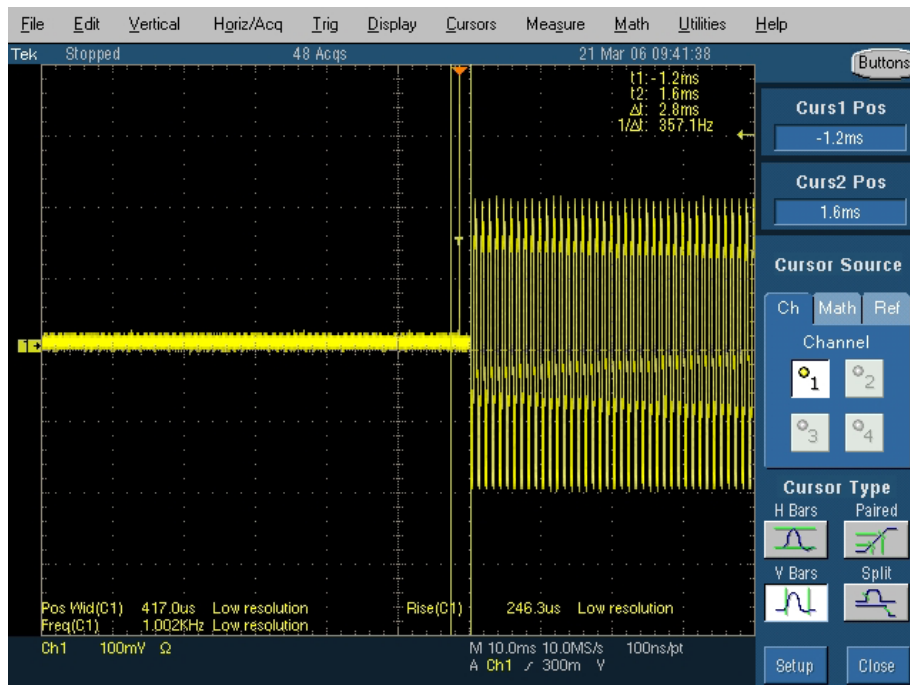 File Edit Vertical Horiz/Acq Trig Display Cursors Measure Math Utilities Help
Tek Stopped 48 Acqs 21 Mar 06 09:41:38
Buttons
t1: -1.2ms
t2: 1.6ms
Δt: 2.8ms
1/Δt: 357.1Hz
Curs1 Pos
-1.2ms
Curs2 Pos
1.6ms
Cursor Source
Ch Math Ref
Channel
1 2
3 4
Cursor Type
H Bars Paired
V Bars Split
Setup Close
T
1
Pos Wid(C1) 417.0us Low resolution Rise(C1) 246.3us Low resolution
Freq(C1) 1.002KHz Low resolution
Ch1 100mV Ω M 10.0ms 10.0MS/s 100ns/pt
A Ch1 / 300m V